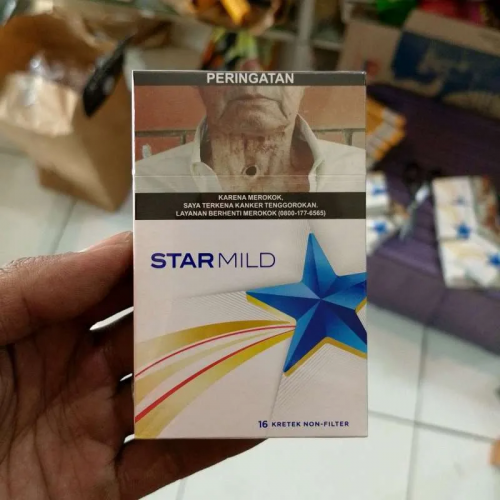 PERINGATAN
KARENA MEROKOK,
SAYA TERKENA KANKER TENGGOROKAN.
LAYANAN BERHENTI MEROKOK (0800-177-6565)
STAR MILD
16 KRETEK NON-FILTER